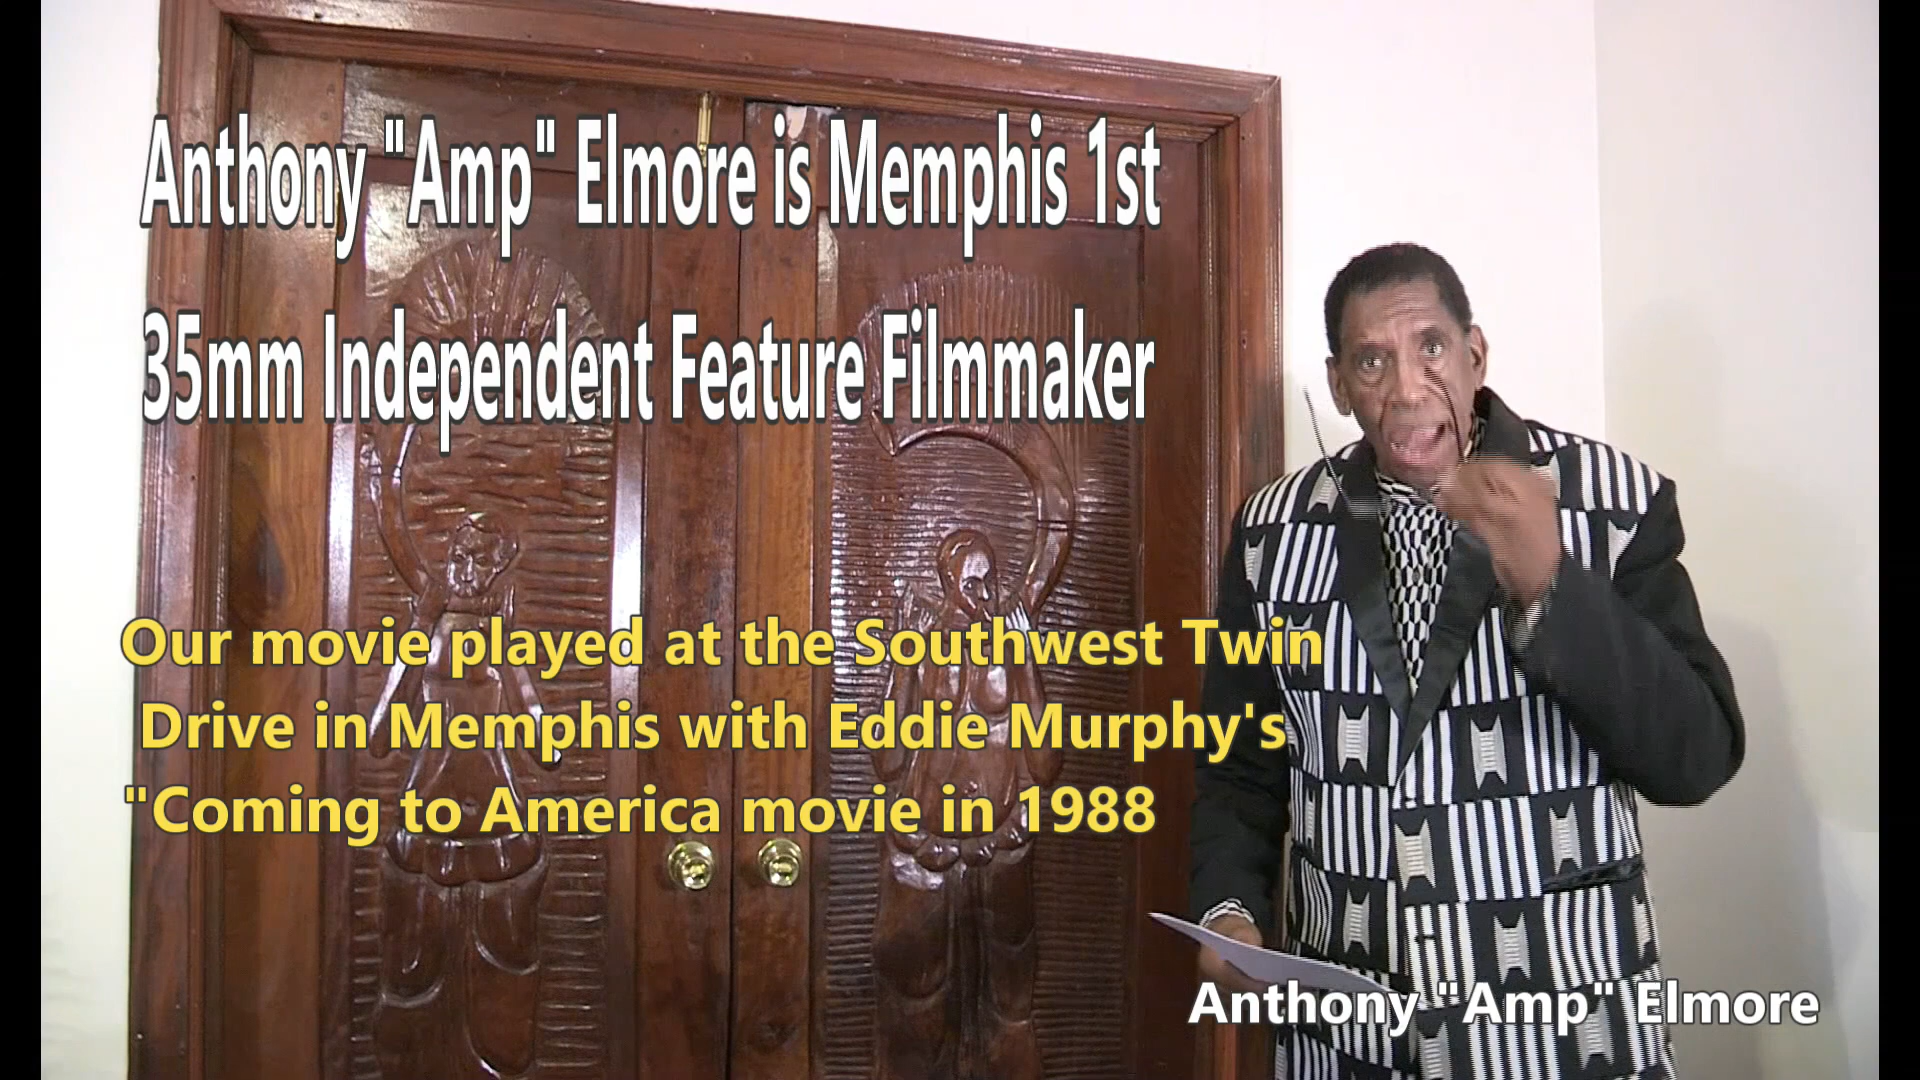 Anthony "Amp" Elmore is Memphis 1st
35mm Independent Feature Filmmaker
Our movie played at the Southwest Twin
Drive in Memphis with Eddie Murphy's
"Coming to America movie in 1988
Anthony "Amp" Elmore